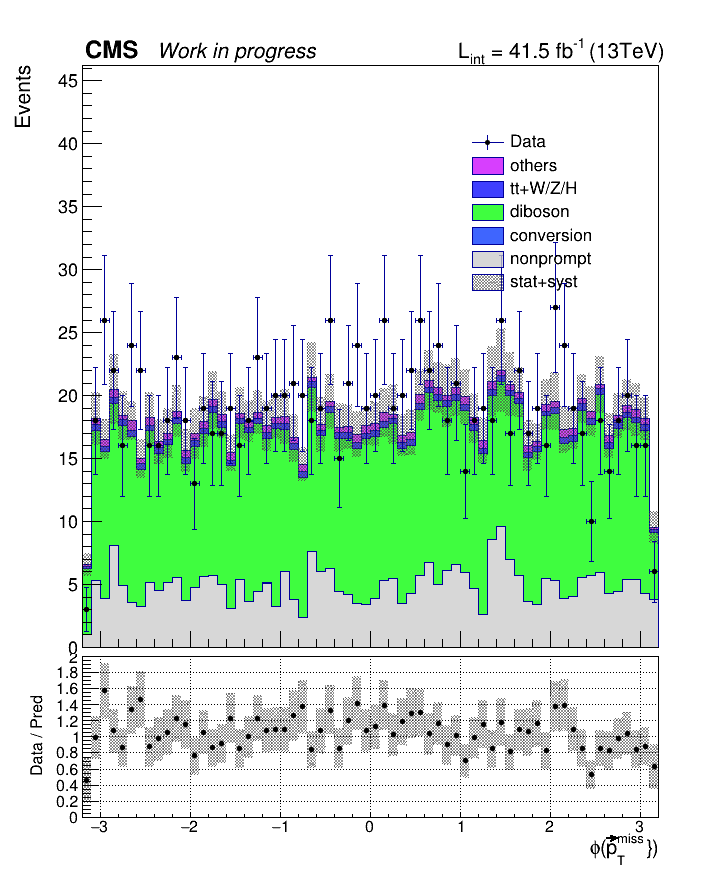 CMS Work in progress L_int = 41.5 fb^-1 (13TeV)
Events
45
40
35
30
25
20
15
10
5
0
Data
others
tt+W/Z/H
diboson
conversion
nonprompt
stat+syst
Data / Pred
2
1.8
1.6
1.4
1.2
1
0.8
0.6
0.4
0.2
0
−3 −2 −1 0 1 2 3
ϕ(p⃗_T^miss})